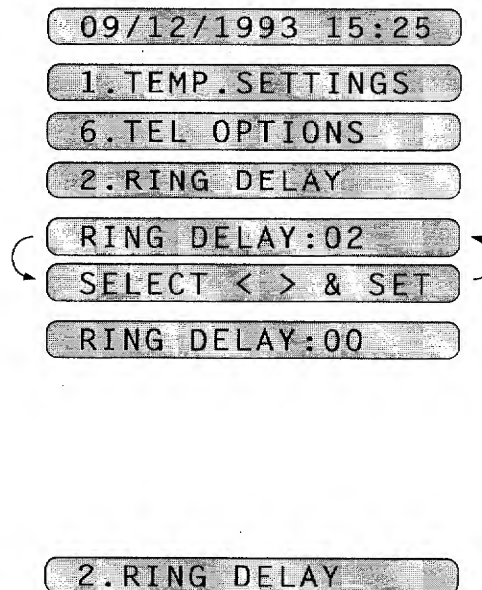 09/12/1993 15:25
1.TEMP.SETTINGS
6.TEL OPTIONS
2.RING DELAY
RING DELAY:02
SELECT < > & SET
RING DELAY:00
2.RING DELAY